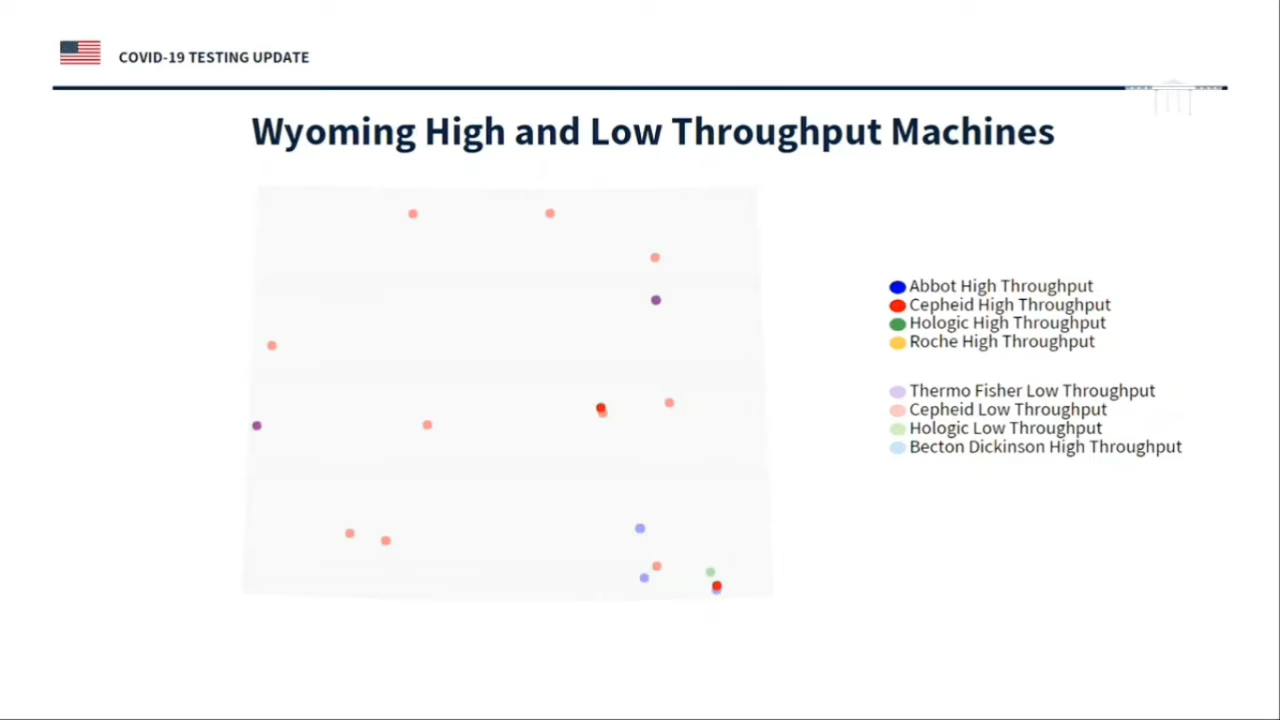 COVID-19 TESTING UPDATE
Wyoming High and Low Throughput Machines
Abbot High Throughput
Cepheid High Throughput
Hologic High Throughput
Roche High Throughput
Thermo Fisher Low Throughput
Cepheid Low Throughput
Hologic Low Throughput
Becton Dickinson High Throughput